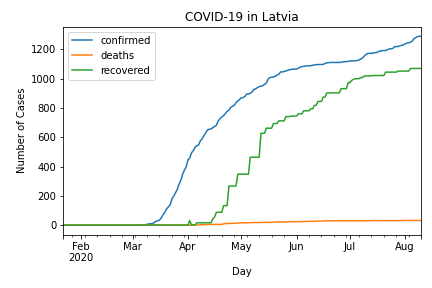 COVID-19 in Latvia
confirmed
deaths
recovered
Number of Cases
1200
1000
800
600
400
200
0
Feb Mar Apr May Jun Jul Aug
2020
Day